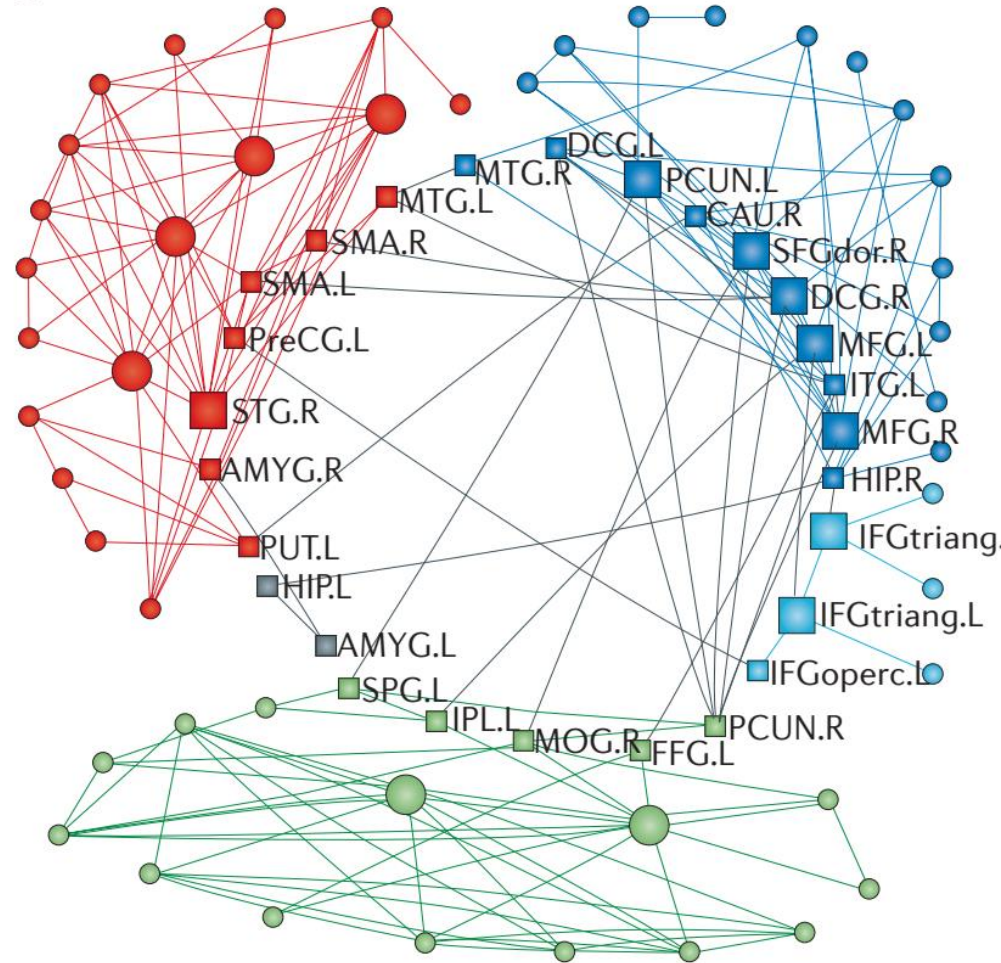 DCG.L
MTG.R
PCUN.L
MTG.L
CAU.R
SMA.R
SFGdor.R
SMA.L
DCG.R
PreCG.L
MFG.L
ITG.L
STG.R
MFG.R
AMYG.R
HIP.R
IFGtriang.
PUT.L
HIP.L
IFGtriang.L
AMYG.L
IFGoperc.L
SPG.L
IPL.L
PCUN.R
MOG.R
FFG.L